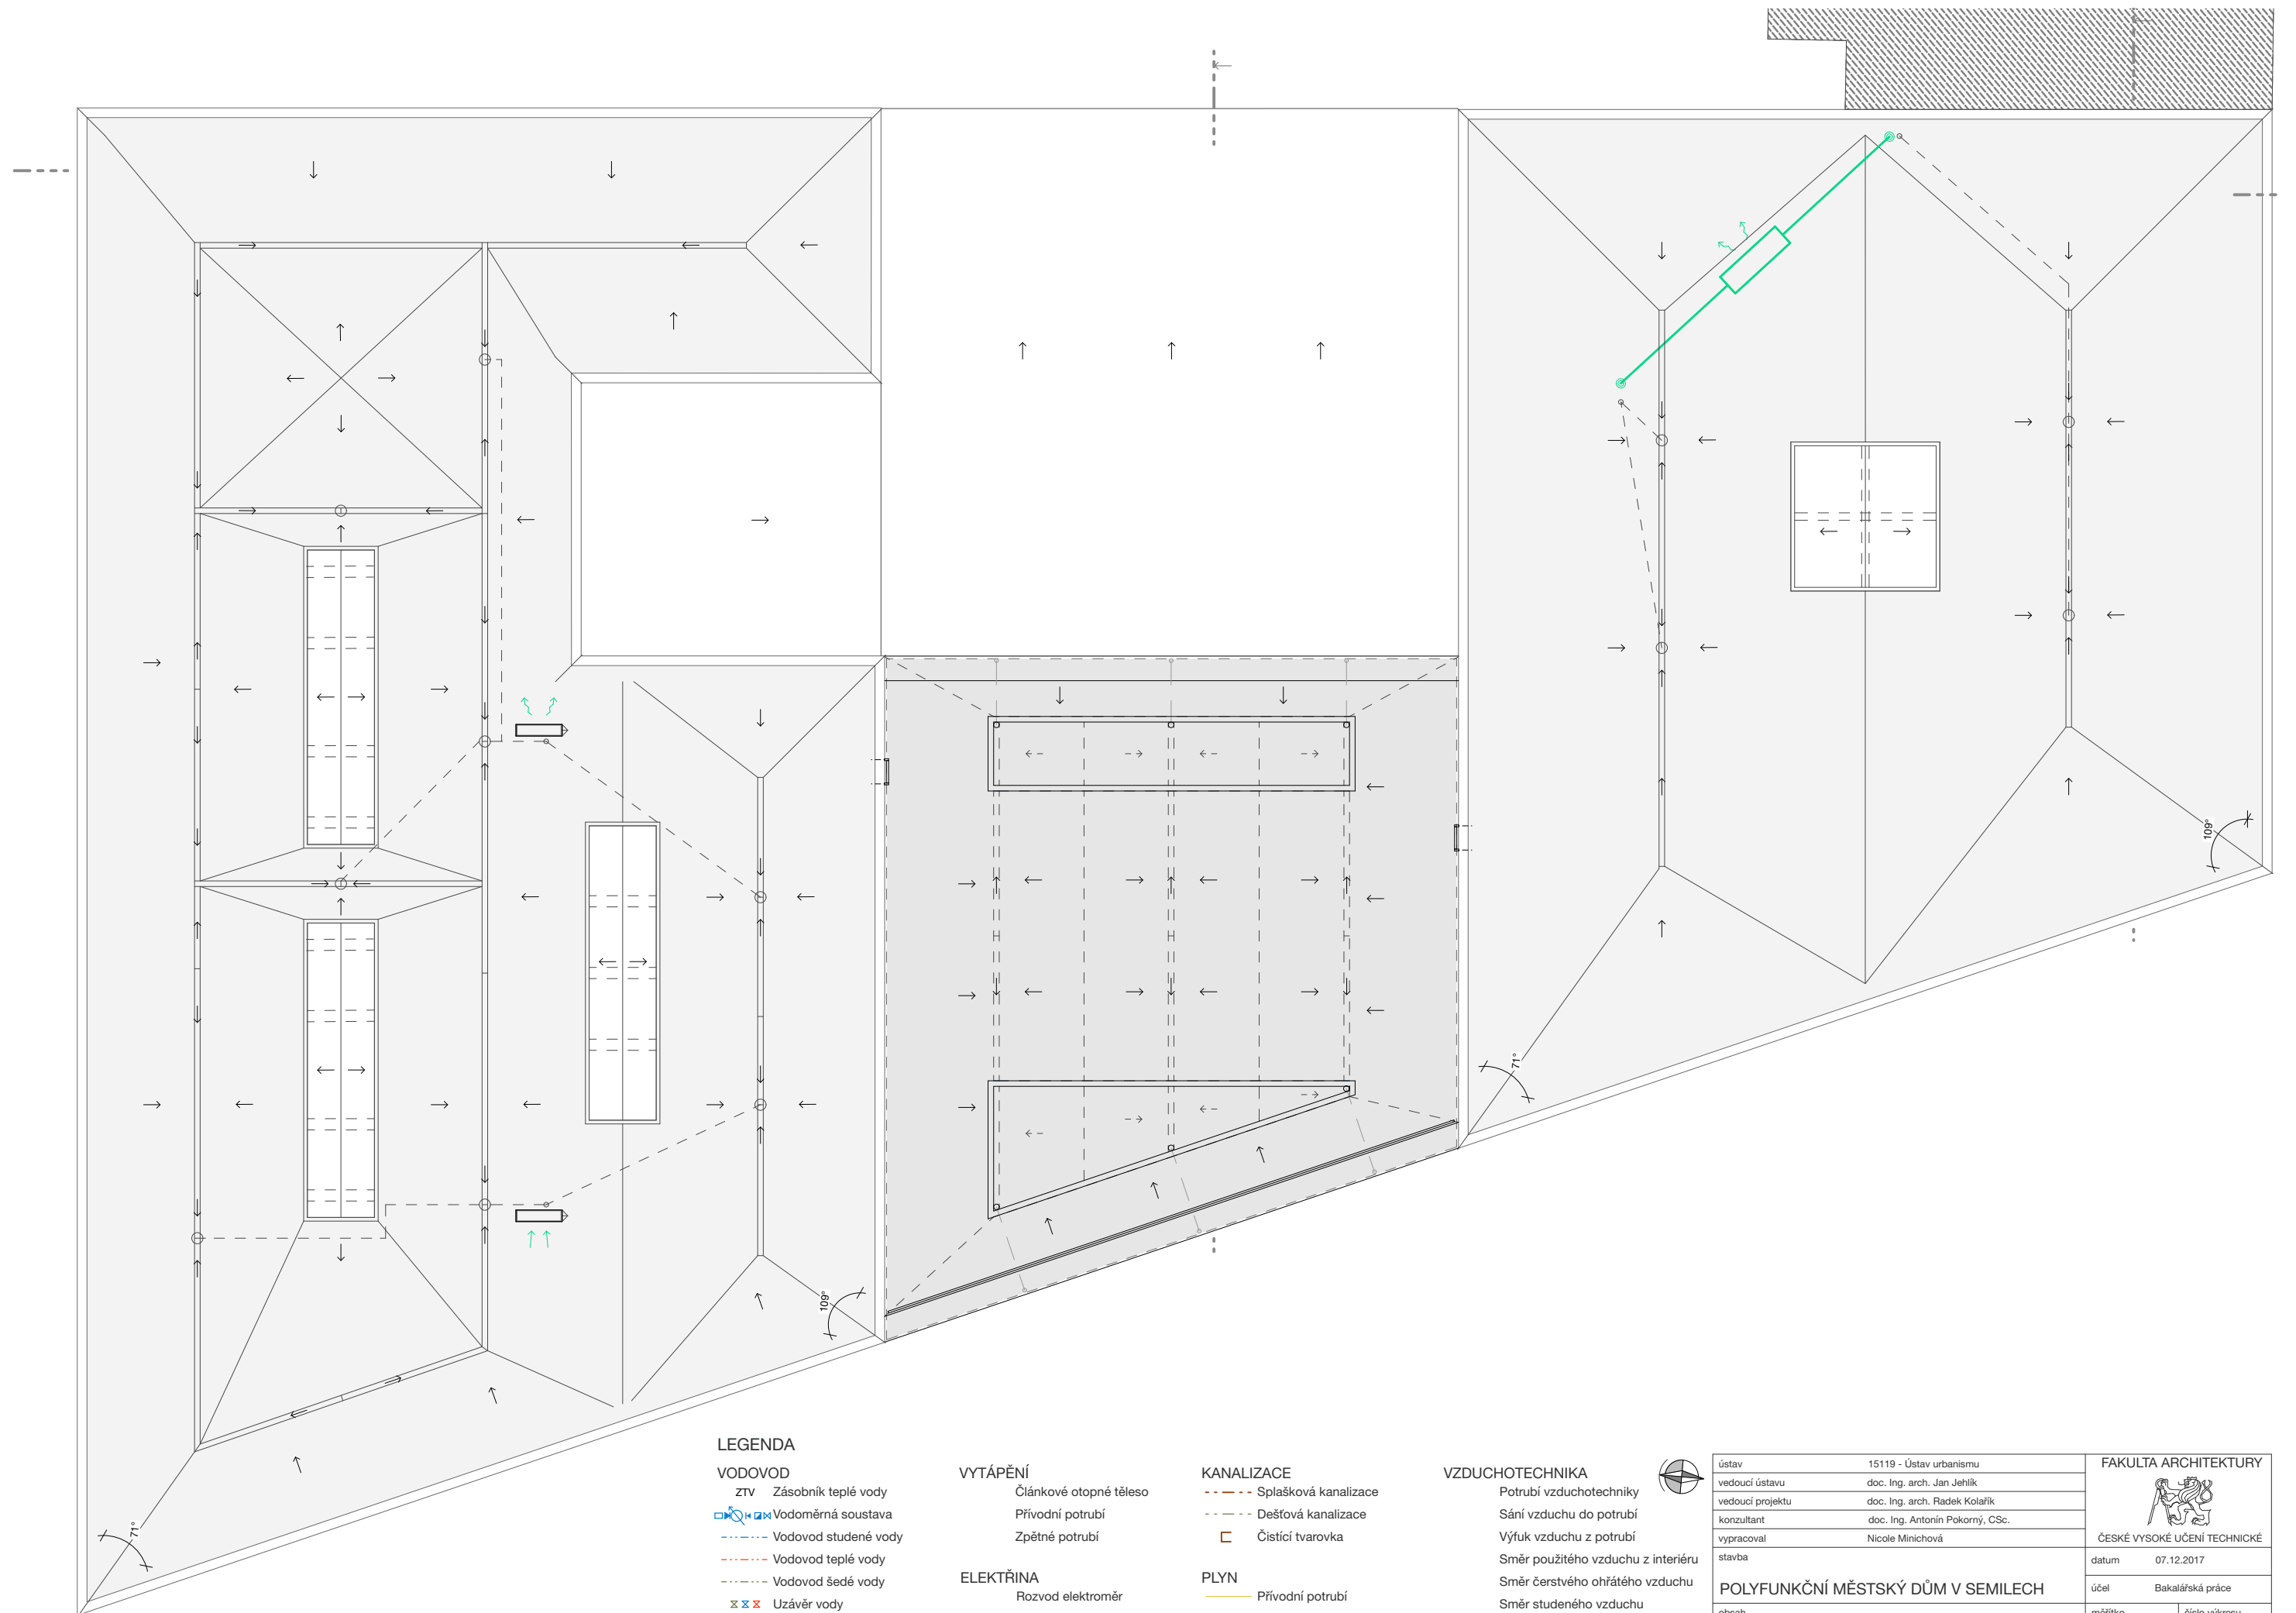 109°
71°
109°
71°
LEGENDA
VODOVOD
ZTV Zásobník teplé vody
Vodoměrná soustava
Vodovod studené vody
Vodovod teplé vody
Vodovod šedé vody
Uzávěr vody
VYTÁPĚNÍ
Článkové otopné těleso
Přívodní potrubí
Zpětné potrubí
ELEKTŘINA
Rozvod elektroměr
KANALIZACE
Splašková kanalizace
Dešťová kanalizace
Čistící tvarovka
PLYN
Přívodní potrubí
VZDUCHOTECHNIKA
Potrubí vzduchotechniky
Sání vzduchu do potrubí
Výfuk vzduchu z potrubí
Směr použitého vzduchu z interiéru
Směr čerstvého ohřátého vzduchu
Směr studeného vzduchu
ústav 15119 - Ústav urbanismu
vedoucí ústavu doc. Ing. arch. Jan Jehlík
vedoucí projektu doc. Ing. arch. Radek Kolařík
konzultant doc. Ing. Antonín Pokorný, CSc.
vypracoval Nicole Minichová
stavba
POLYFUNKČNÍ MĚSTSKÝ DŮM V SEMILECH
obsah
FAKULTA ARCHITEKTURY
ČESKÉ VYSOKÉ UČENÍ TECHNICKÉ
datum 07.12.2017
účel Bakalářská práce
měřítko číslo výkresu